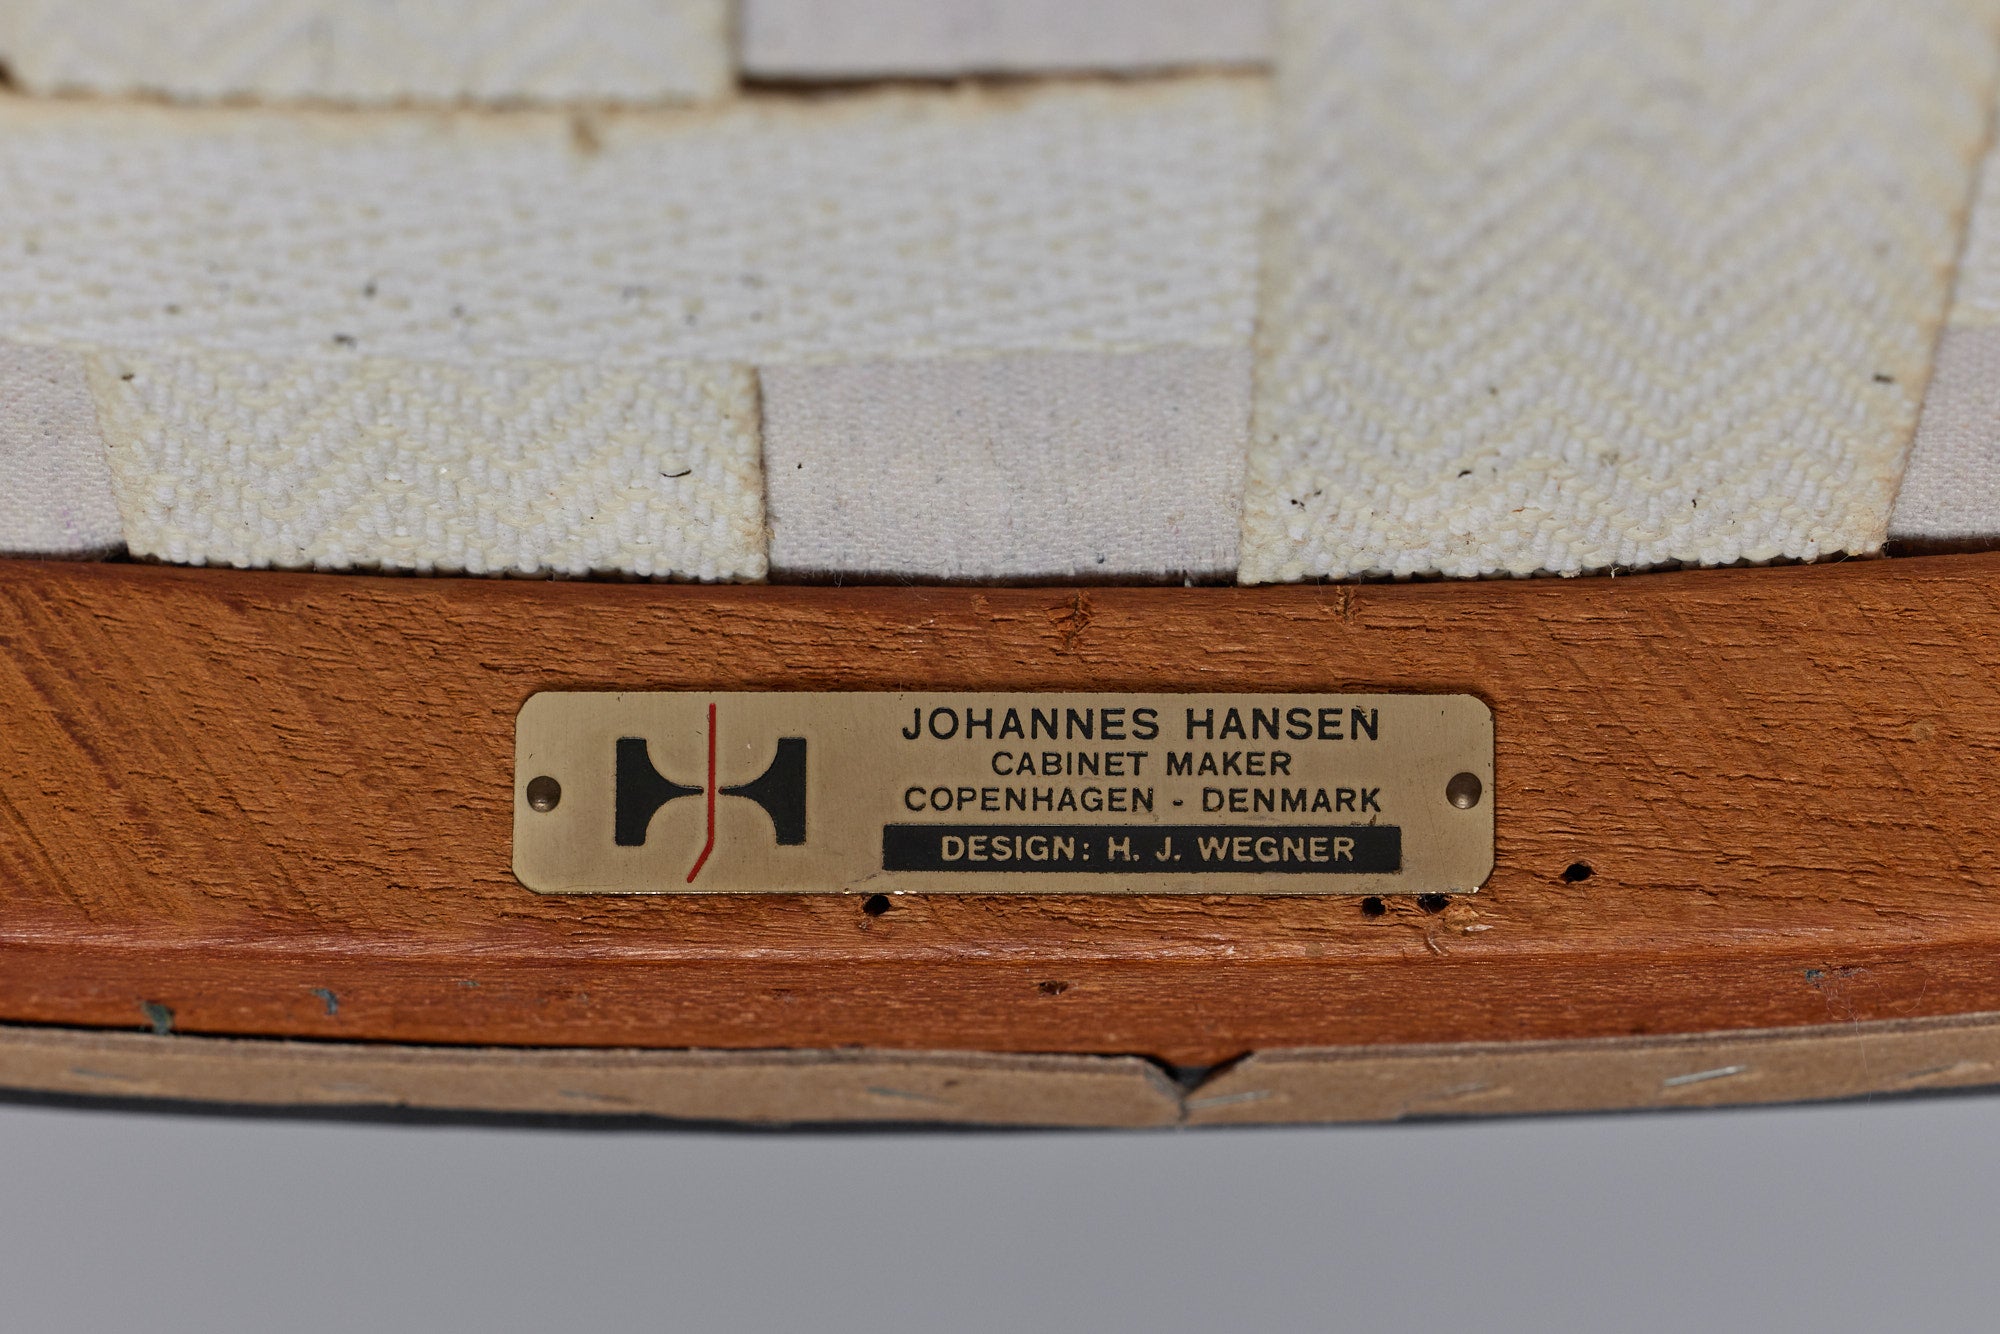 JOHANNES HANSEN
CABINET MAKER
COPENHAGEN - DENMARK
DESIGN: H. J. WEGNER